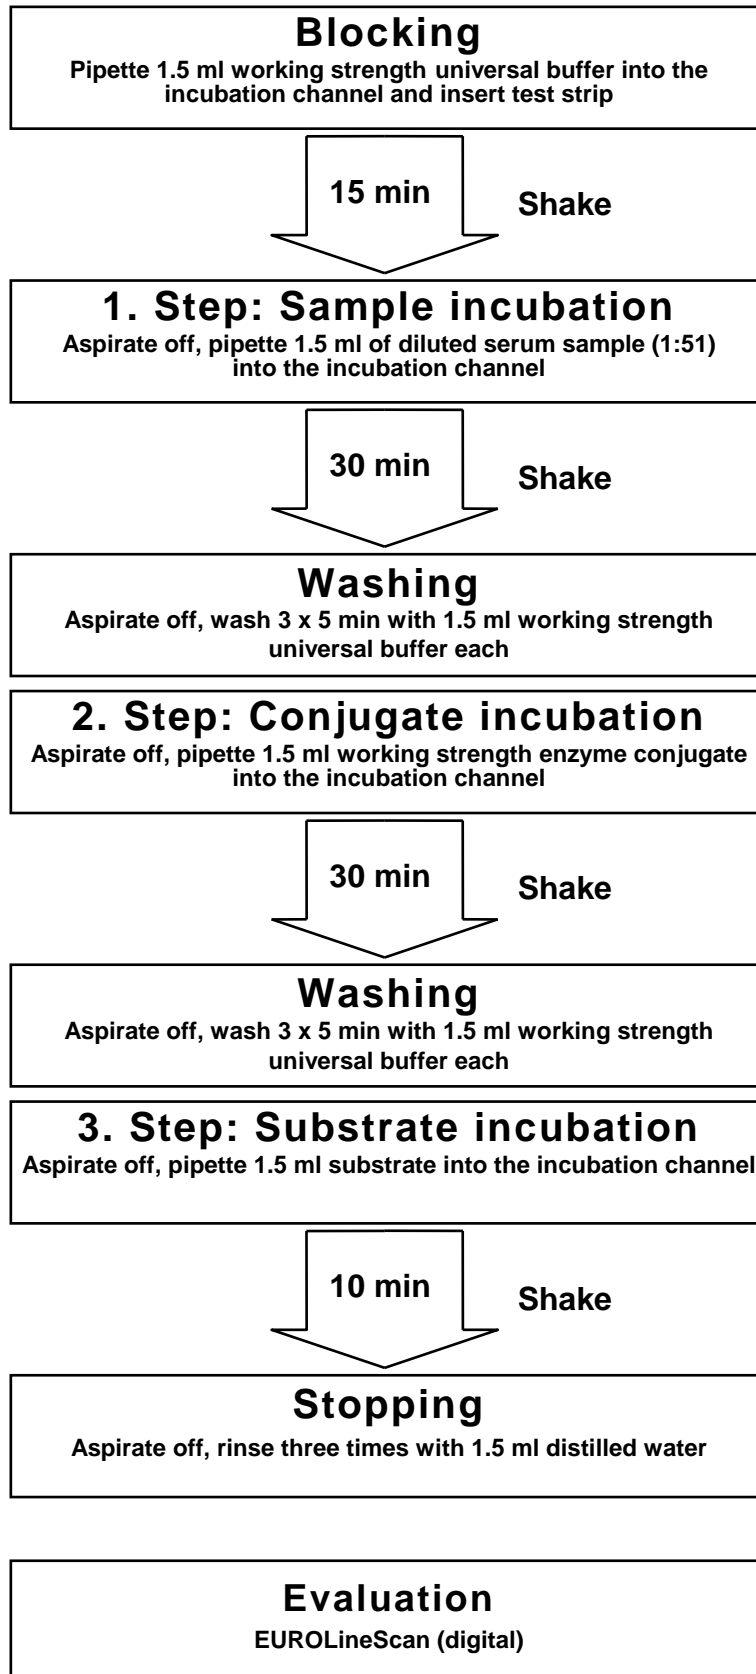 Blocking
Pipette 1.5 ml working strength universal buffer into the
incubation channel and insert test strip
15 min
Shake
1. Step: Sample incubation
Aspirate off, pipette 1.5 ml of diluted serum sample (1:51)
into the incubation channel
30 min
Shake
Washing
Aspirate off, wash 3 x 5 min with 1.5 ml working strength
universal buffer each
2. Step: Conjugate incubation
Aspirate off, pipette 1.5 ml working strength enzyme conjugate
into the incubation channel
30 min
Shake
Washing
Aspirate off, wash 3 x 5 min with 1.5 ml working strength
universal buffer each
3. Step: Substrate incubation
Aspirate off, pipette 1.5 ml substrate into the incubation channel
10 min
Shake
Stopping
Aspirate off, rinse three times with 1.5 ml distilled water
Evaluation
EUROLineScan (digital)